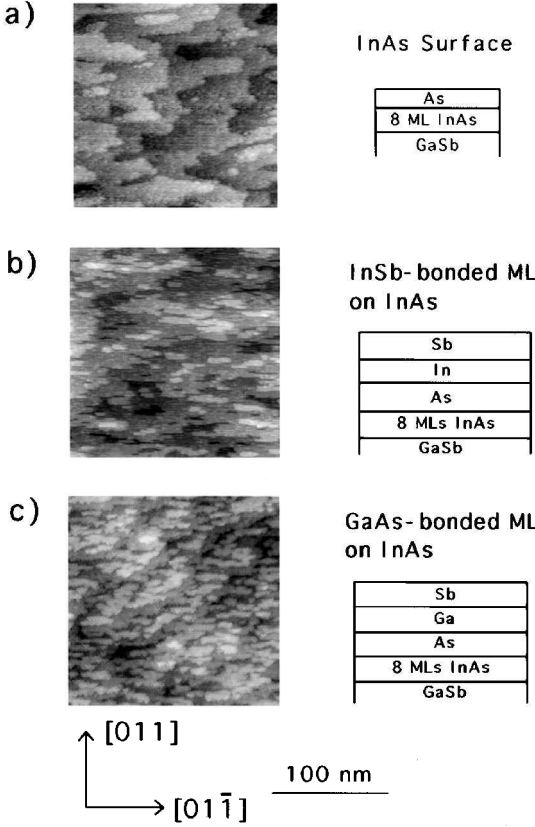 a)
InAs Surface
As
8 ML InAs
GaSb
b)
InSb-bonded ML
on InAs
Sb
In
As
8 MLs InAs
GaSb
c)
GaAs-bonded ML
on InAs
Sb
Ga
As
8 MLs InAs
GaSb
[011]
[011̅]
100 nm